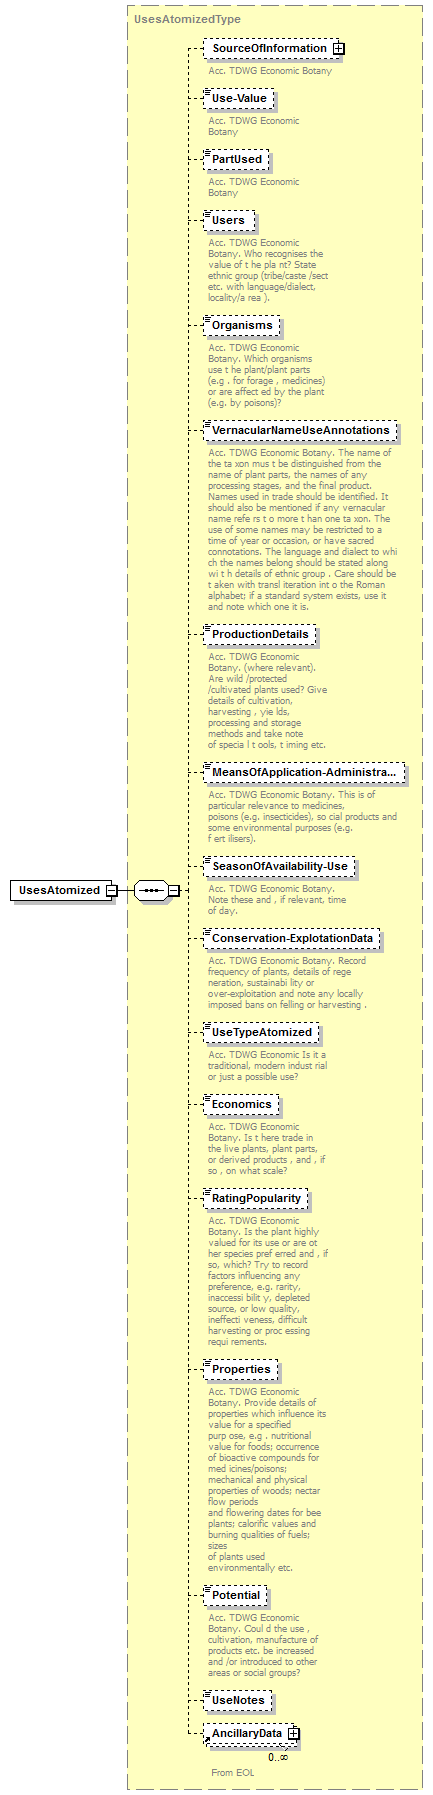 UsesAtomizedType
SourceOfInformation
Acc. TDWG Economic Botany
Use-Value
Acc. TDWG Economic
Botany
PartUsed
Acc. TDWG Economic
Botany
Users
Acc. TDWG Economic
Botany. Who recognises the
value of t he pla nt? State
ethnic group (tribe/caste /sect
etc. with language/dialect,
locality/a rea ).
Organisms
Acc. TDWG Economic
Botany. Which organisms
use t he plant/plant parts
(e.g . for forage , medicines)
or are affect ed by the plant
(e.g. by poisons)?
VernacularNameUseAnnotations
Acc. TDWG Economic Botany. The name of
the ta xon mus t be distinguished from the
name of plant parts, the names of any
processing stages, and the final product.
Names used in trade should be identified. It
should also be mentioned if any vernacular
name refe rs t o more t han one ta xon. The
use of some names may be restricted to a
time of year or occasion, or have sacred
connotations. The language and dialect to whi
ch the names belong should be stated along
wi t h details of ethnic group . Care should be
t aken with transl iteration int o the Roman
alphabet; if a standard system exists, use it
and note which one it is.
ProductionDetails
Acc. TDWG Economic
Botany. (where relevant).
Are wild /protected
/cultivated plants used? Give
details of cultivation,
harvesting , yie lds,
processing and storage
methods and take note
of specia l t ools, t iming etc.
MeansOfApplication-Administra...
Acc. TDWG Economic Botany. This is of
particular relevance to medicines,
poisons (e.g. insecticides), so cial products and
some environmental purposes (e.g.
f ert ilisers).
UsesAtomized
SeasonOfAvailability-Use
Acc. TDWG Economic Botany.
Note these and , if relevant, time
of day.
Conservation-ExplotationData
Acc. TDWG Economic Botany. Record
frequency of plants, details of rege
neration, sustainabi lity or
over-exploitation and note any locally
imposed bans on felling or harvesting .
UseTypeAtomized
Acc. TDWG Economic Is it a
traditional, modern indust rial
or just a possible use?
Economics
Acc. TDWG Economic
Botany. Is t here trade in
the live plants, plant parts,
or derived products , and , if
so , on what scale?
RatingPopularity
Acc. TDWG Economic
Botany. Is the plant highly
valued for its use or are ot
her species pref erred and , if
so, which? Try to record
factors influencing any
preference, e.g. rarity,
inaccessi bilit y, depleted
source, or low quality,
ineffecti veness, difficult
harvesting or proc essing
requi rements.
Properties
Acc. TDWG Economic
Botany. Provide details of
properties which influence its
value for a specified
purp ose, e.g . nutritional
value for foods; occurrence
of bioactive compounds for
med icines/poisons;
mechanical and physical
properties of woods; nectar
flow periods
and flowering dates for bee
plants; calorific values and
burning qualities of fuels;
sizes
of plants used
environmentally etc.
Potential
Acc. TDWG Economic
Botany. Coul d the use ,
cultivation, manufacture of
products etc. be increased
and /or introduced to other
areas or social groups?
UseNotes
AncillaryData
0..∞
From EOL